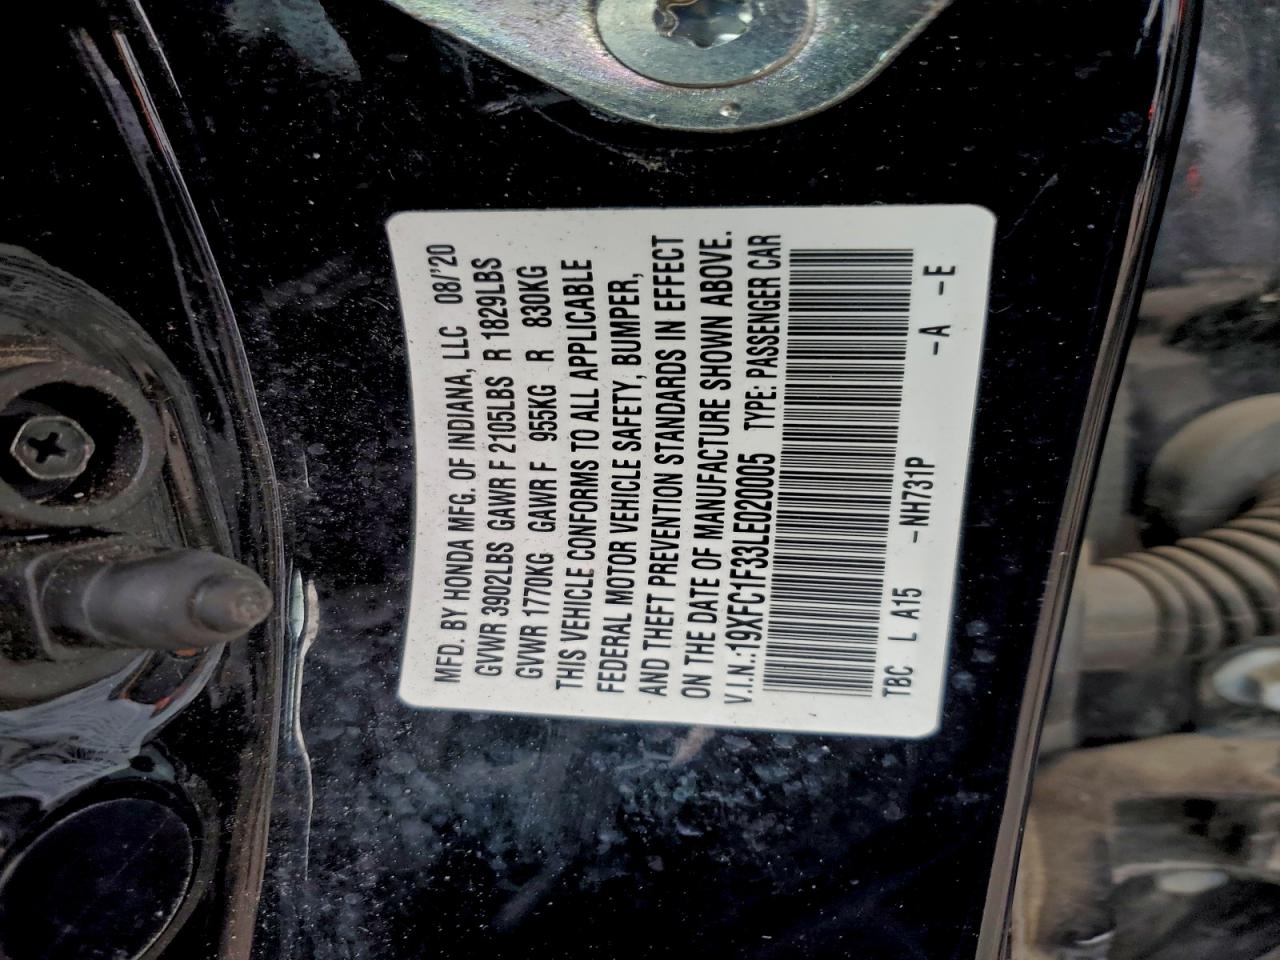 MFD. BY HONDA MFG. OF INDIANA, LLC 08/'20
GVWR 3902LBS GAWR F 2105LBS R 1829LBS
GVWR 1770KG GAWR F 955KG R 830KG
THIS VEHICLE CONFORMS TO ALL APPLICABLE
FEDERAL MOTOR VEHICLE SAFETY, BUMPER,
AND THEFT PREVENTION STANDARDS IN EFFECT
ON THE DATE OF MANUFACTURE SHOWN ABOVE.
V.I.N.:19XFC1F33LE020005 TYPE: PASSENGER CAR
TBC L A15 -NH731P -A -E